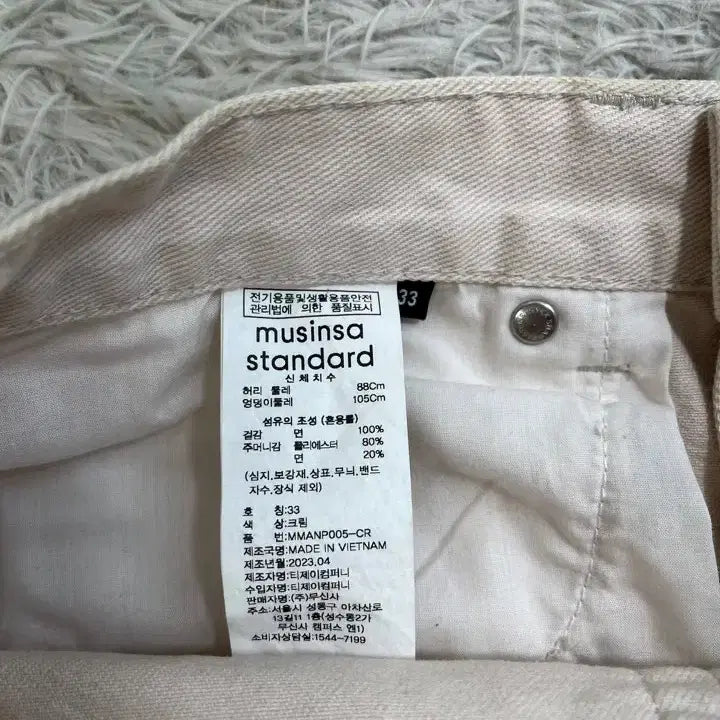 전기용품및생활용품안전
관리법에 의한 품질표시
33
musinsa
standard
신체치수
허리 둘레 88Cm
엉덩이둘레 105Cm
섬유의 조성 (혼용률)
겉감 면 100%
주머니감 폴리에스터 80%
면 20%
(심지,보강재,상표,무늬,밴드
자수,장식 제외)
호 칭:33
색 상:크림
품 번:MMANP005-CR
제조국명:MADE IN VIETNAM
제조년월:2023.04
제조자명:티제이컴퍼니
수입자명:티제이컴퍼니
판매자명:(주)무신사
주소:서울시 성동구 아차산로
13길11 1층(성수동2가
무신사 캠퍼스 엔1)
소비자상담실:1544-7199